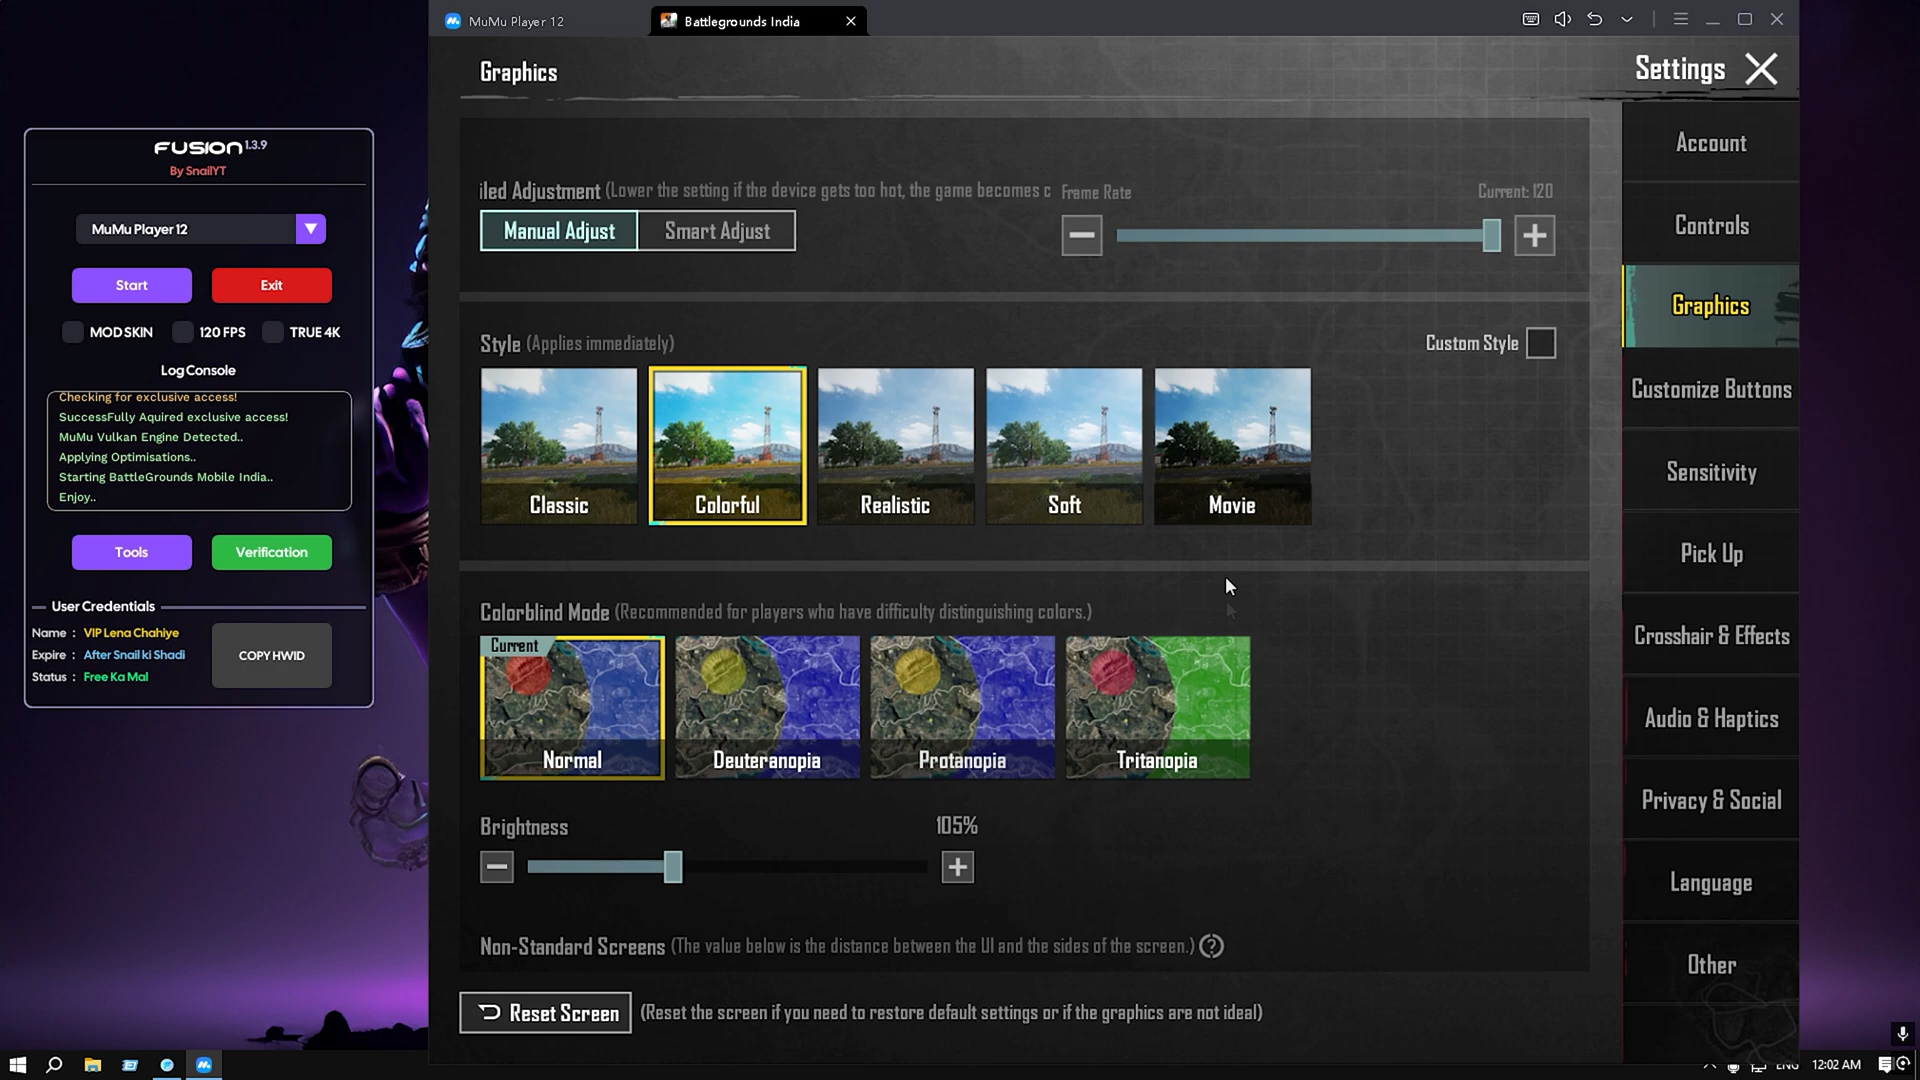 MuMu Player 12
Battlegrounds India
Graphics
Settings
FUSION 1.3.9
By SnailYT
MuMu Player 12
Start
Exit
MOD SKIN
120 FPS
TRUE 4K
Log Console
Checking for exclusive access!
SuccessFully Aquired exclusive access!
MuMu Vulkan Engine Detected..
Applying Optimisations..
Starting BattleGrounds Mobile India..
Enjoy..
Tools
Verification
User Credentials
Name : VIP Lena Chahiye
Expire : After Snail ki Shadi
Status : Free Ka Mal
COPY HWID
iled Adjustment (Lower the setting if the device gets too hot, the game becomes c
Manual Adjust
Smart Adjust
Frame Rate
Current: 120
Style (Applies immediately)
Custom Style
Classic
Colorful
Realistic
Soft
Movie
Colorblind Mode (Recommended for players who have difficulty distinguishing colors.)
Current
Normal
Deuteranopia
Protanopia
Tritanopia
Brightness
105%
Non-Standard Screens (The value below is the distance between the UI and the sides of the screen.)
Reset Screen
(Reset the screen if you need to restore default settings or if the graphics are not ideal)
Account
Controls
Graphics
Customize Buttons
Sensitivity
Pick Up
Crosshair & Effects
Audio & Haptics
Privacy & Social
Language
Other
ENG
12:02 AM